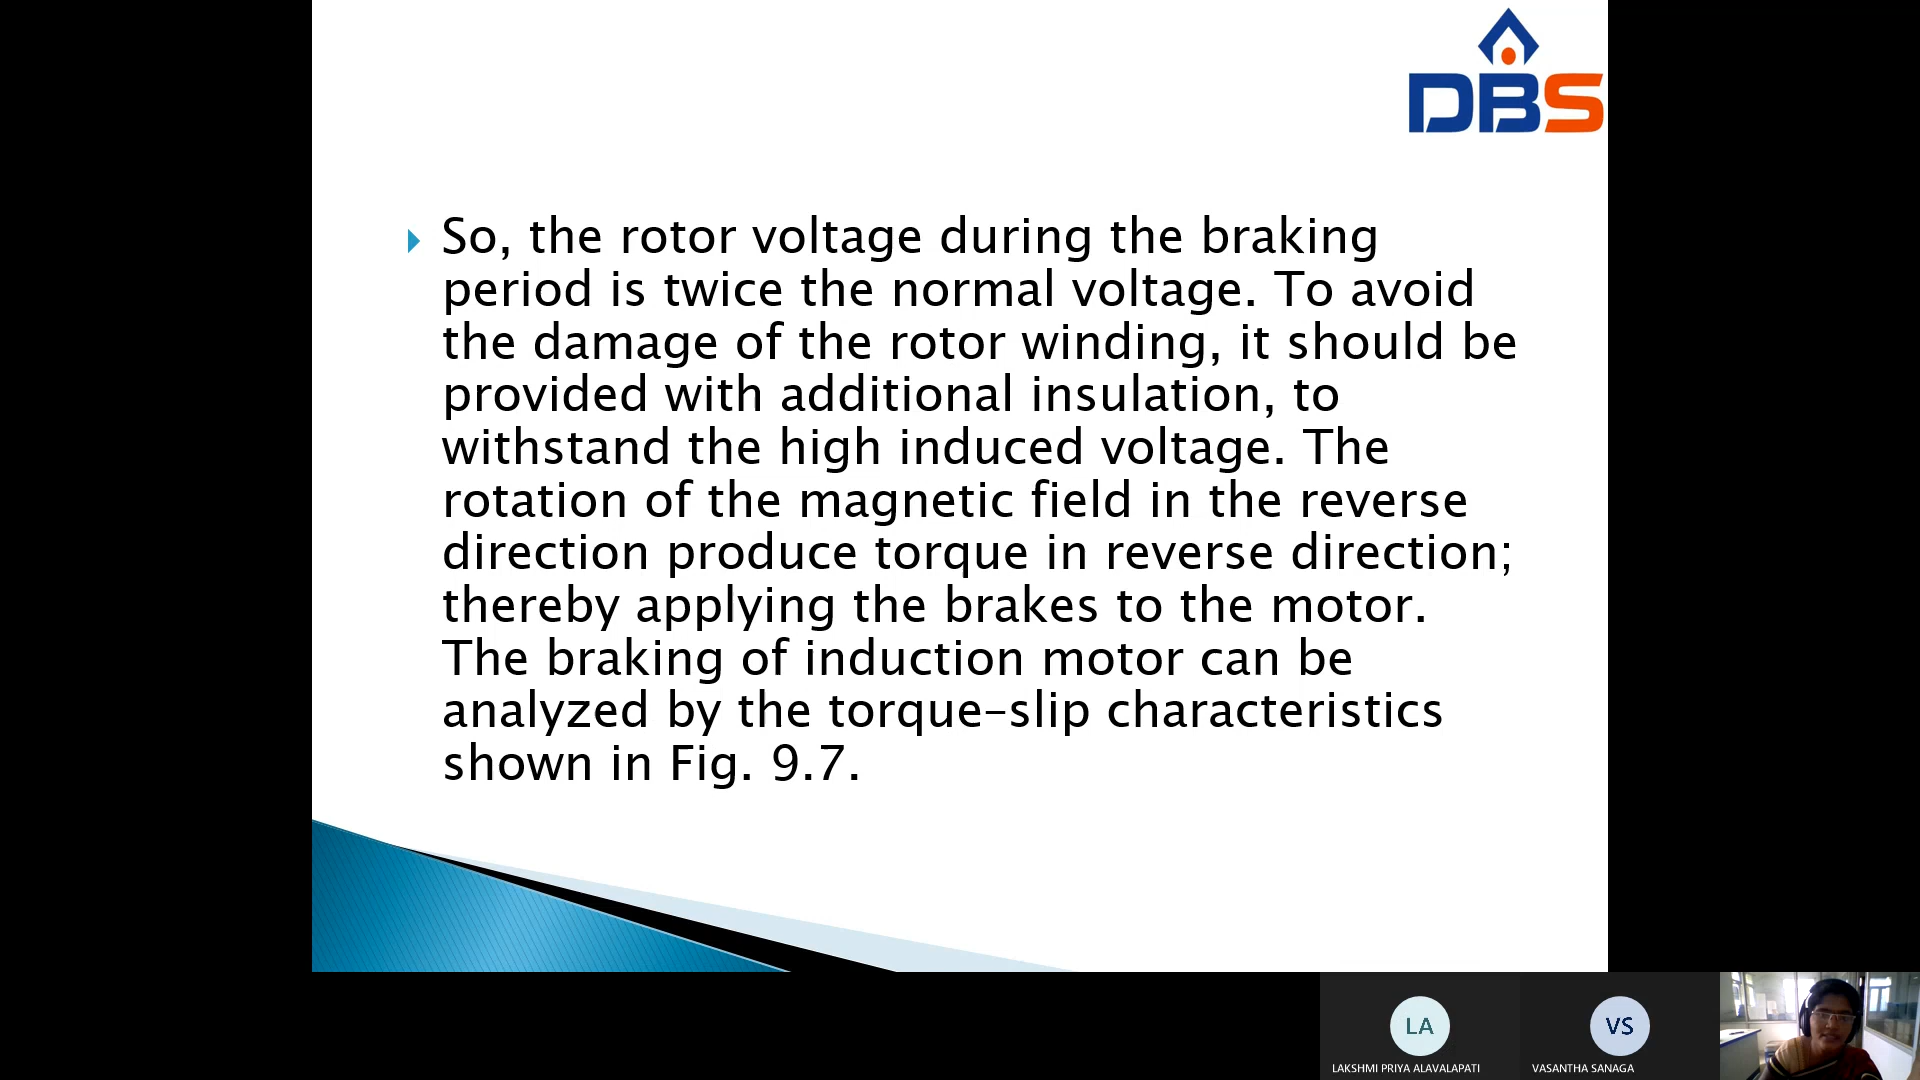 DBS
So, the rotor voltage during the braking
period is twice the normal voltage. To avoid
the damage of the rotor winding, it should be
provided with additional insulation, to
withstand the high induced voltage. The
rotation of the magnetic field in the reverse
direction produce torque in reverse direction;
thereby applying the brakes to the motor.
The braking of induction motor can be
analyzed by the torque-slip characteristics
shown in Fig. 9.7.
LA
VS
LAKSHMI PRIYA ALAVALAPATI
VASANTHA SANAGA